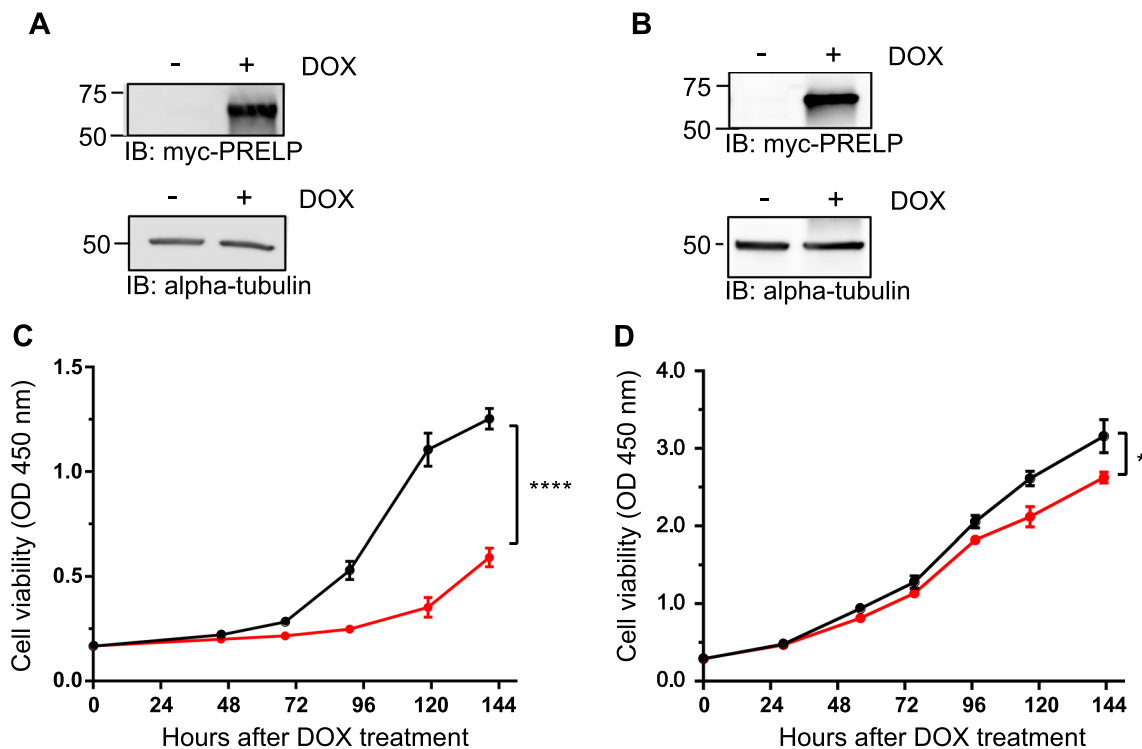 A
- + DOX
75
50
IB: myc-PRELP
- + DOX
50
IB: alpha-tubulin
B
- + DOX
75
50
IB: myc-PRELP
- + DOX
50
IB: alpha-tubulin
C
Cell viability (OD 450 nm)
1.5
1.0
0.5
0.0
****
0 24 48 72 96 120 144
Hours after DOX treatment
D
Cell viability (OD 450 nm)
4.0
3.0
2.0
1.0
0.0
*
0 24 48 72 96 120 144
Hours after DOX treatment